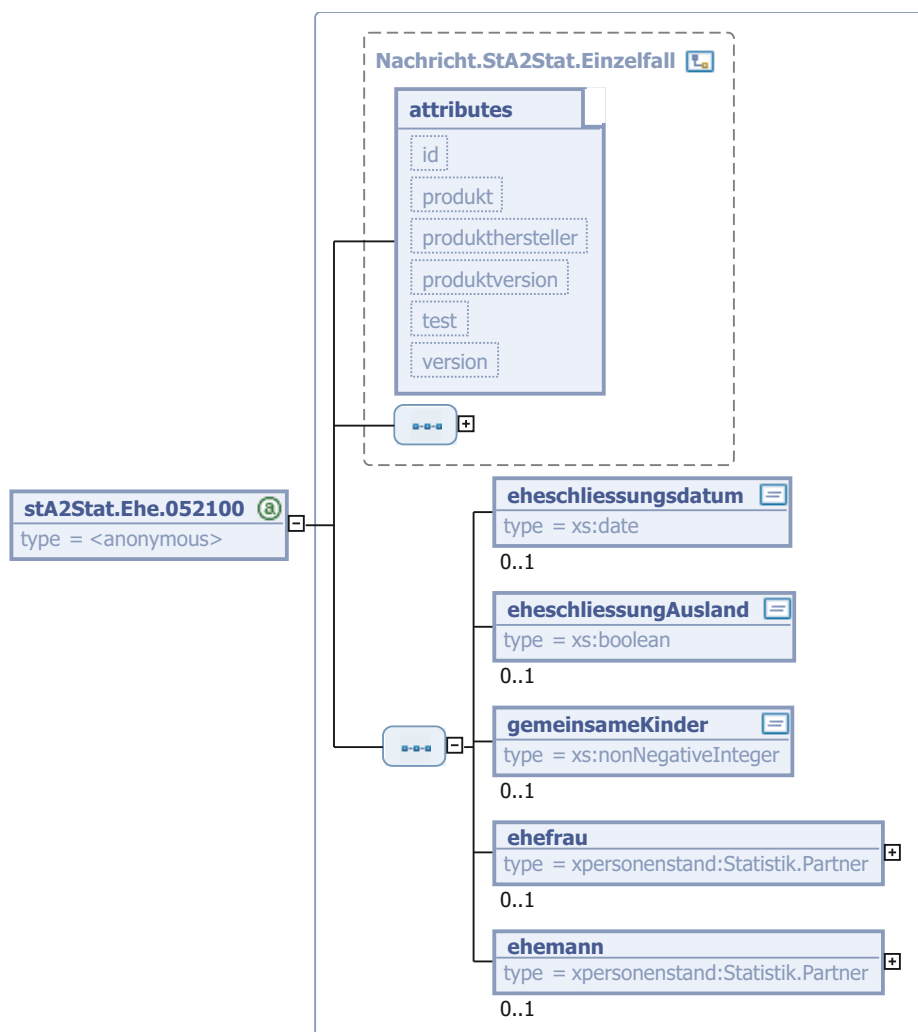 Nachricht.StA2Stat.Einzelfall
attributes
id
produkt
produkthersteller
produktversion
test
version
stA2Stat.Ehe.052100
type = <anonymous>
eheschliessungsdatum
type = xs:date
0..1
eheschliessungAusland
type = xs:boolean
0..1
gemeinsameKinder
type = xs:nonNegativeInteger
0..1
ehefrau
type = xpersonenstand:Statistik.Partner
0..1
ehemann
type = xpersonenstand:Statistik.Partner
0..1